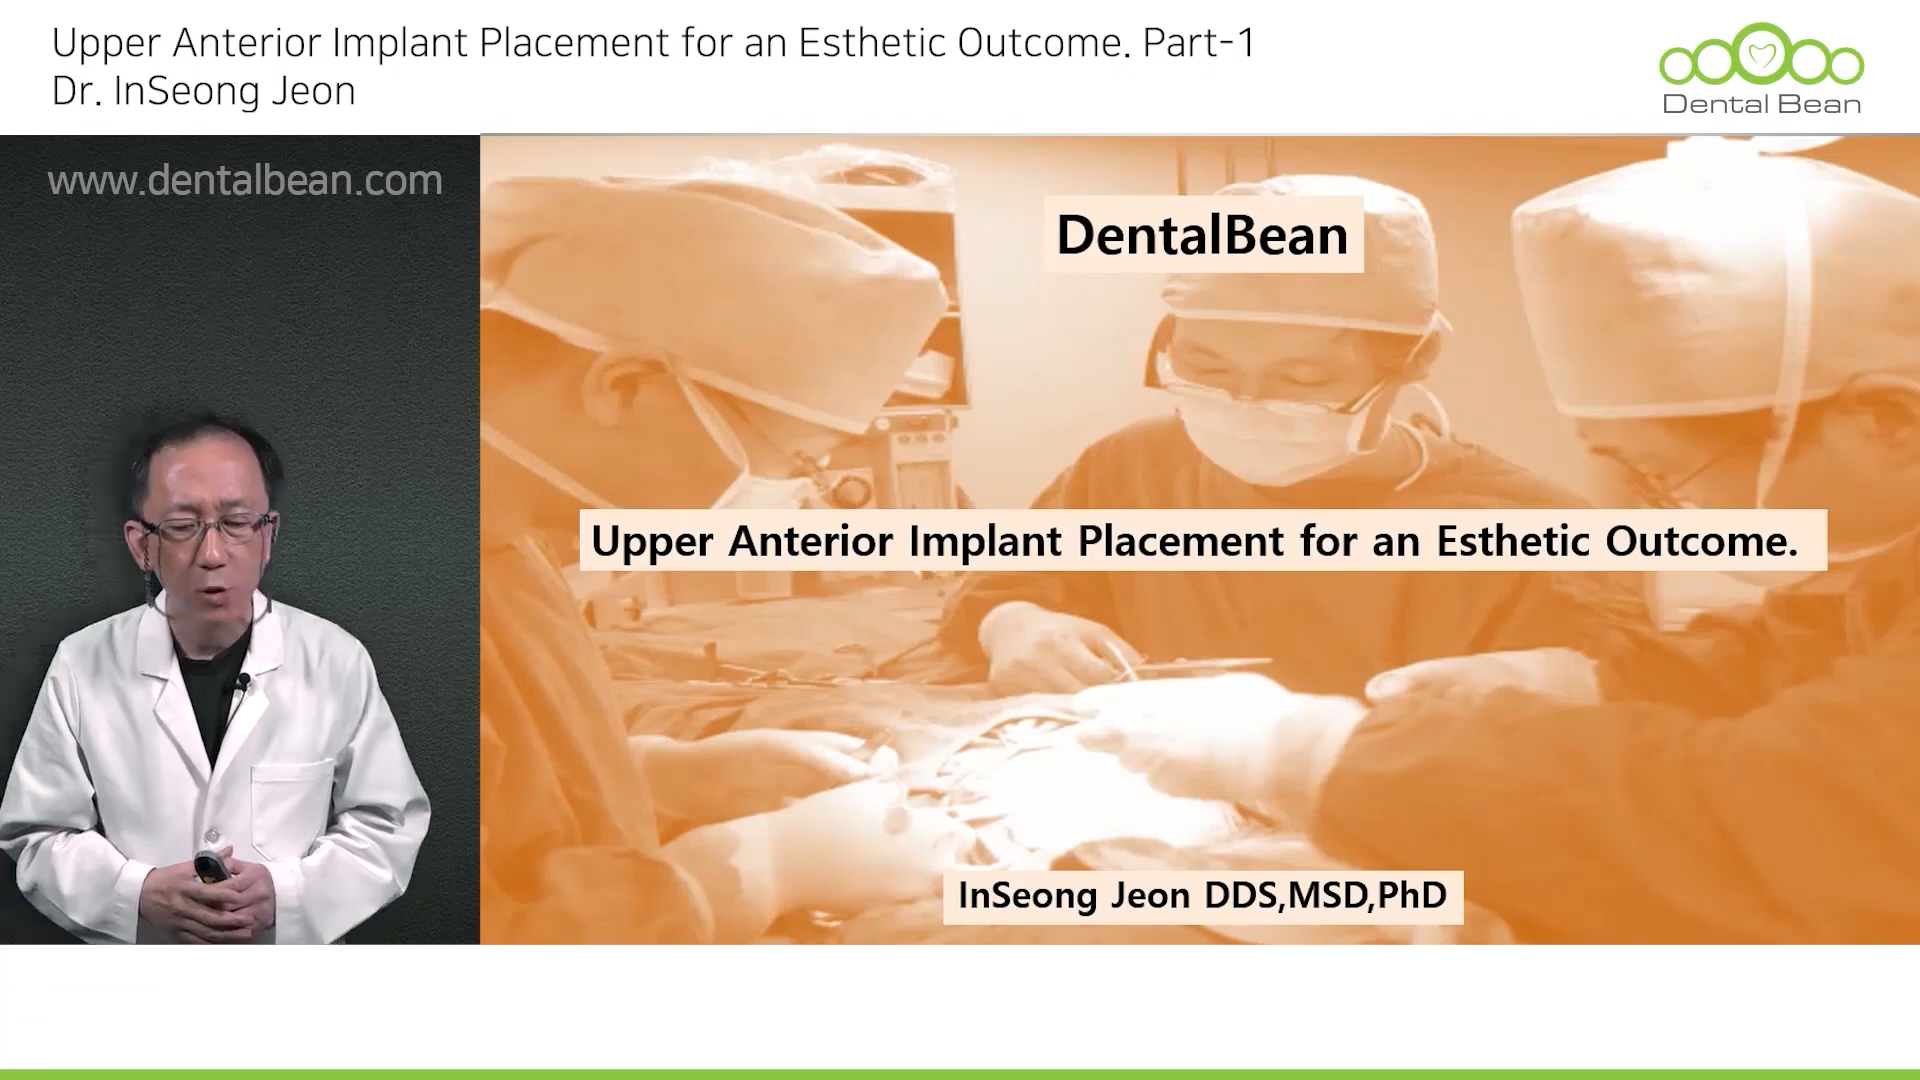 Upper Anterior Implant Placement for an Esthetic Outcome. Part-1
Dr. InSeong Jeon
Dental Bean
www.dentalbean.com
DentalBean
Upper Anterior Implant Placement for an Esthetic Outcome.
InSeong Jeon DDS,MSD,PhD